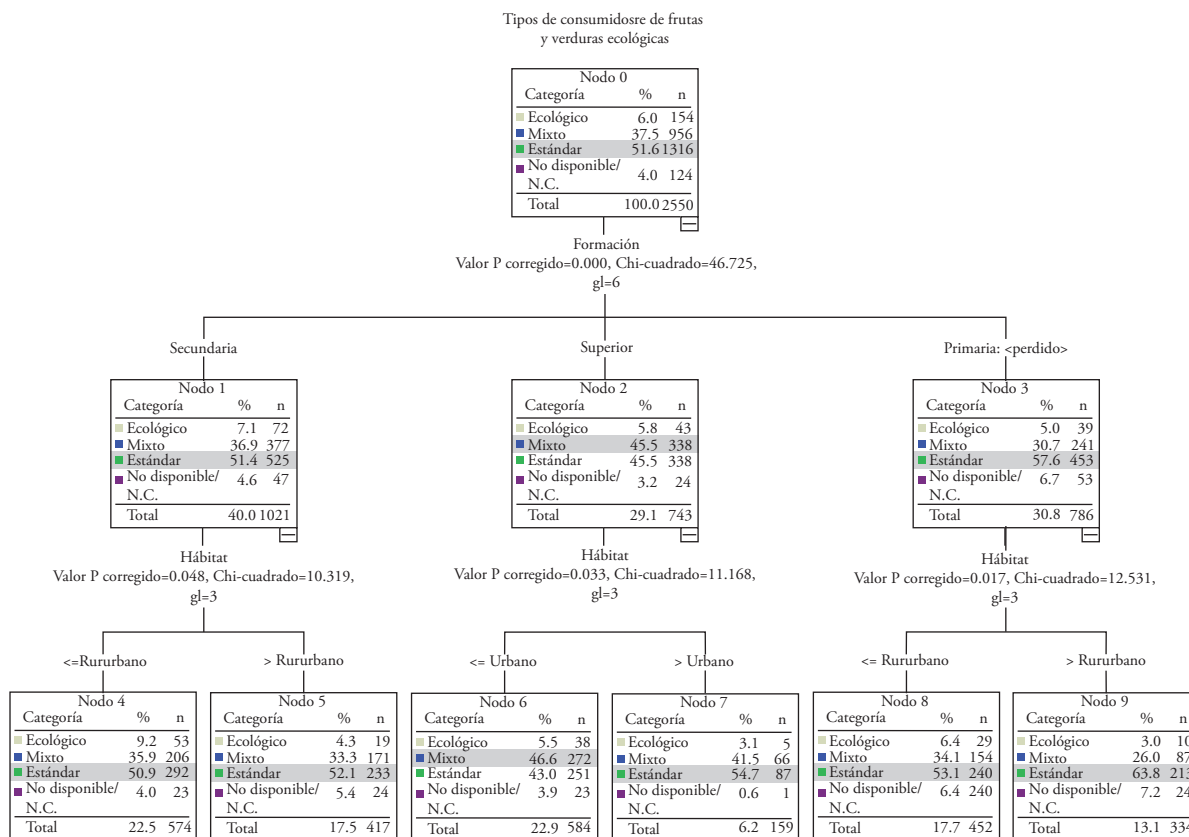 Tipos de consumidosre de frutas
y verduras ecológicas
Nodo 0
Categoría % n
Ecológico 6.0 154
Mixto 37.5 956
Estándar 51.6 1316
No disponible/
N.C. 4.0 124
Total 100.0 2550
Formación
Valor P corregido=0.000, Chi-cuadrado=46.725,
gl=6
Secundaria
Nodo 1
Categoría % n
Ecológico 7.1 72
Mixto 36.9 377
Estándar 51.4 525
No disponible/ 4.6 47
N.C.
Total 40.0 1021
Hábitat
Valor P corregido=0.048, Chi-cuadrado=10.319,
gl=3
Superior
Nodo 2
Categoría % n
Ecológico 5.8 43
Mixto 45.5 338
Estándar 45.5 338
No disponible/ 3.2 24
N.C.
Total 29.1 743
Hábitat
Valor P corregido=0.033, Chi-cuadrado=11.168,
gl=3
Primaria: <perdido>
Nodo 3
Categoría % n
Ecológico 5.0 39
Mixto 30.7 241
Estándar 57.6 453
No disponible/ 6.7 53
N.C.
Total 30.8 786
Hábitat
Valor P corregido=0.017, Chi-cuadrado=12.531,
gl=3
<=Rururbano
Nodo 4
Categoría % n
Ecológico 9.2 53
Mixto 35.9 206
Estándar 50.9 292
No disponible/ 4.0 23
N.C.
Total 22.5 574
> Rururbano
Nodo 5
Categoría % n
Ecológico 4.3 19
Mixto 33.3 171
Estándar 52.1 233
No disponible/ 5.4 24
N.C.
Total 17.5 417
<= Urbano
Nodo 6
Categoría % n
Ecológico 5.5 38
Mixto 46.6 272
Estándar 43.0 251
No disponible/ 3.9 23
N.C.
Total 22.9 584
> Urbano
Nodo 7
Categoría % n
Ecológico 3.1 5
Mixto 41.5 66
Estándar 54.7 87
No disponible/ 0.6 1
N.C.
Total 6.2 159
<= Rururbano
Nodo 8
Categoría % n
Ecológico 6.4 29
Mixto 34.1 154
Estándar 53.1 240
No disponible/ 6.4 240
N.C.
Total 17.7 452
> Rururbano
Nodo 9
Categoría % n
Ecológico 3.0 10
Mixto 26.0 87
Estándar 63.8 213
No disponible/ 7.2 24
N.C.
Total 13.1 334